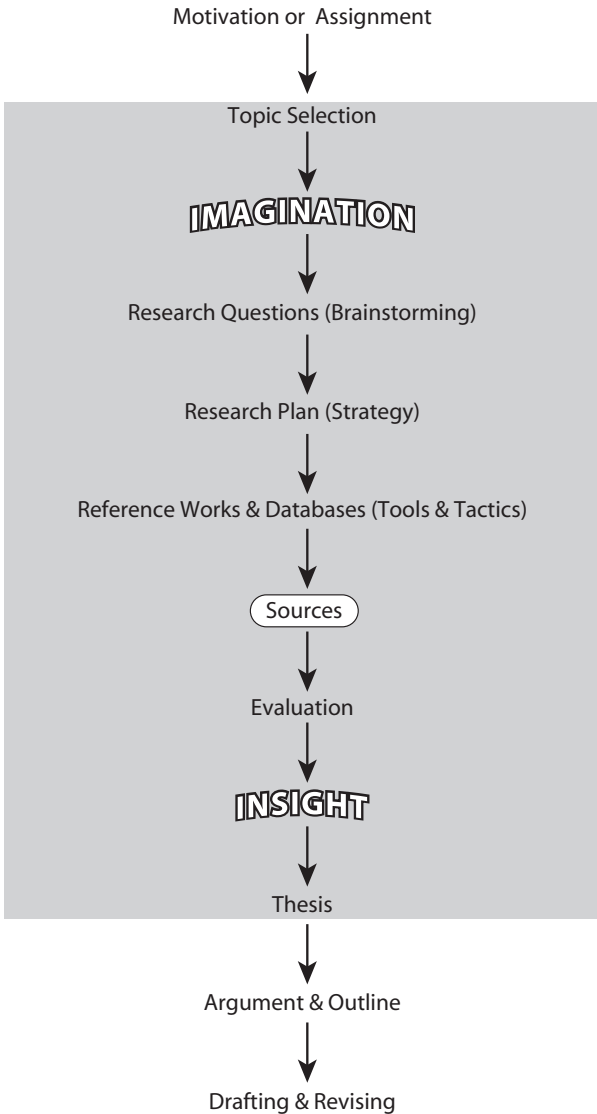 Motivation or Assignment
Topic Selection
IMAGINATION
Research Questions (Brainstorming)
Research Plan (Strategy)
Reference Works & Databases (Tools & Tactics)
Sources
Evaluation
INSIGHT
Thesis
Argument & Outline
Drafting & Revising